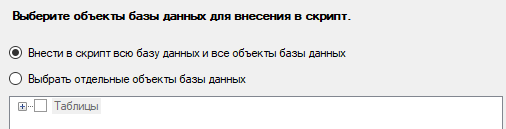 Выберите объекты базы данных для внесения в скрипт.
Внести в скрипт всю базу данных и все объекты базы данных
Выбрать отдельные объекты базы данных
Таблицы